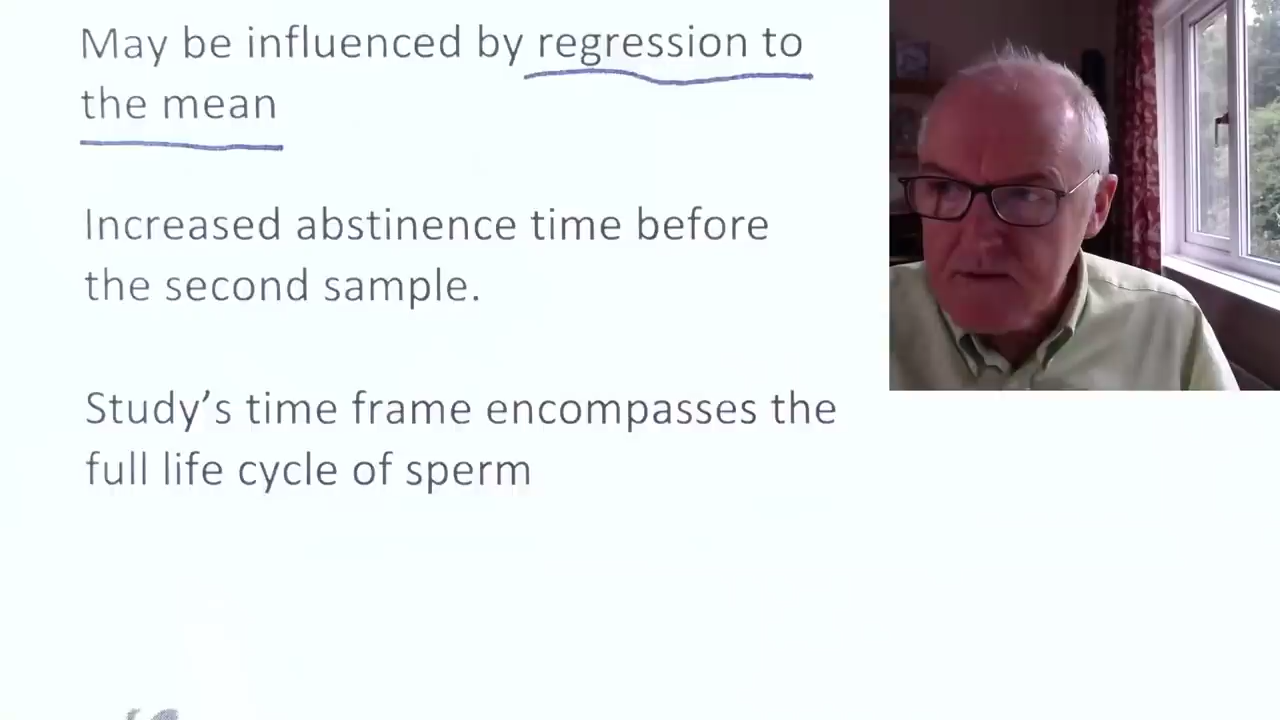 May be influenced by regression to
the mean
Increased abstinence time before
the second sample.
Study’s time frame encompasses the
full life cycle of sperm